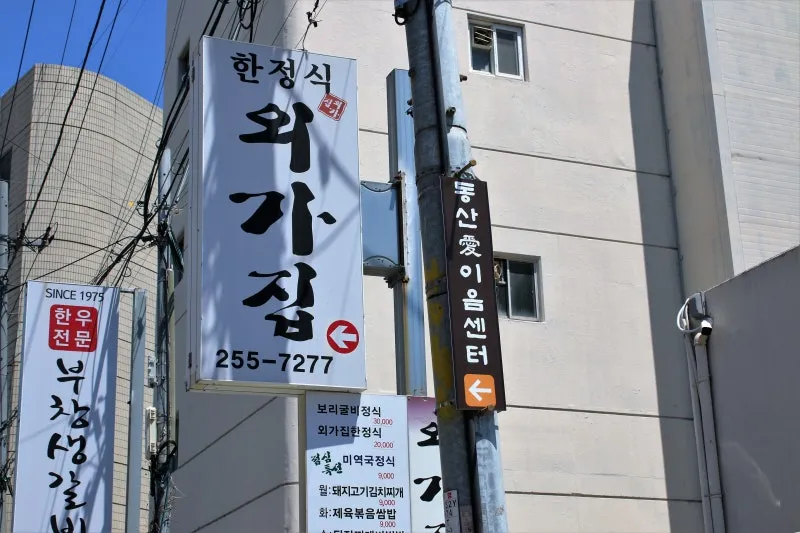 SINCE 1975
한우
전문
부창생갈비
한정식
외가집
255-7277
보리굴비정식
30,000
외가집한정식
20,000
점심
특선
미역국정식
9,000
월:돼지고기김치찌개
9,000
화:제육볶음쌈밥
9,000
외가
동산愛이음센터